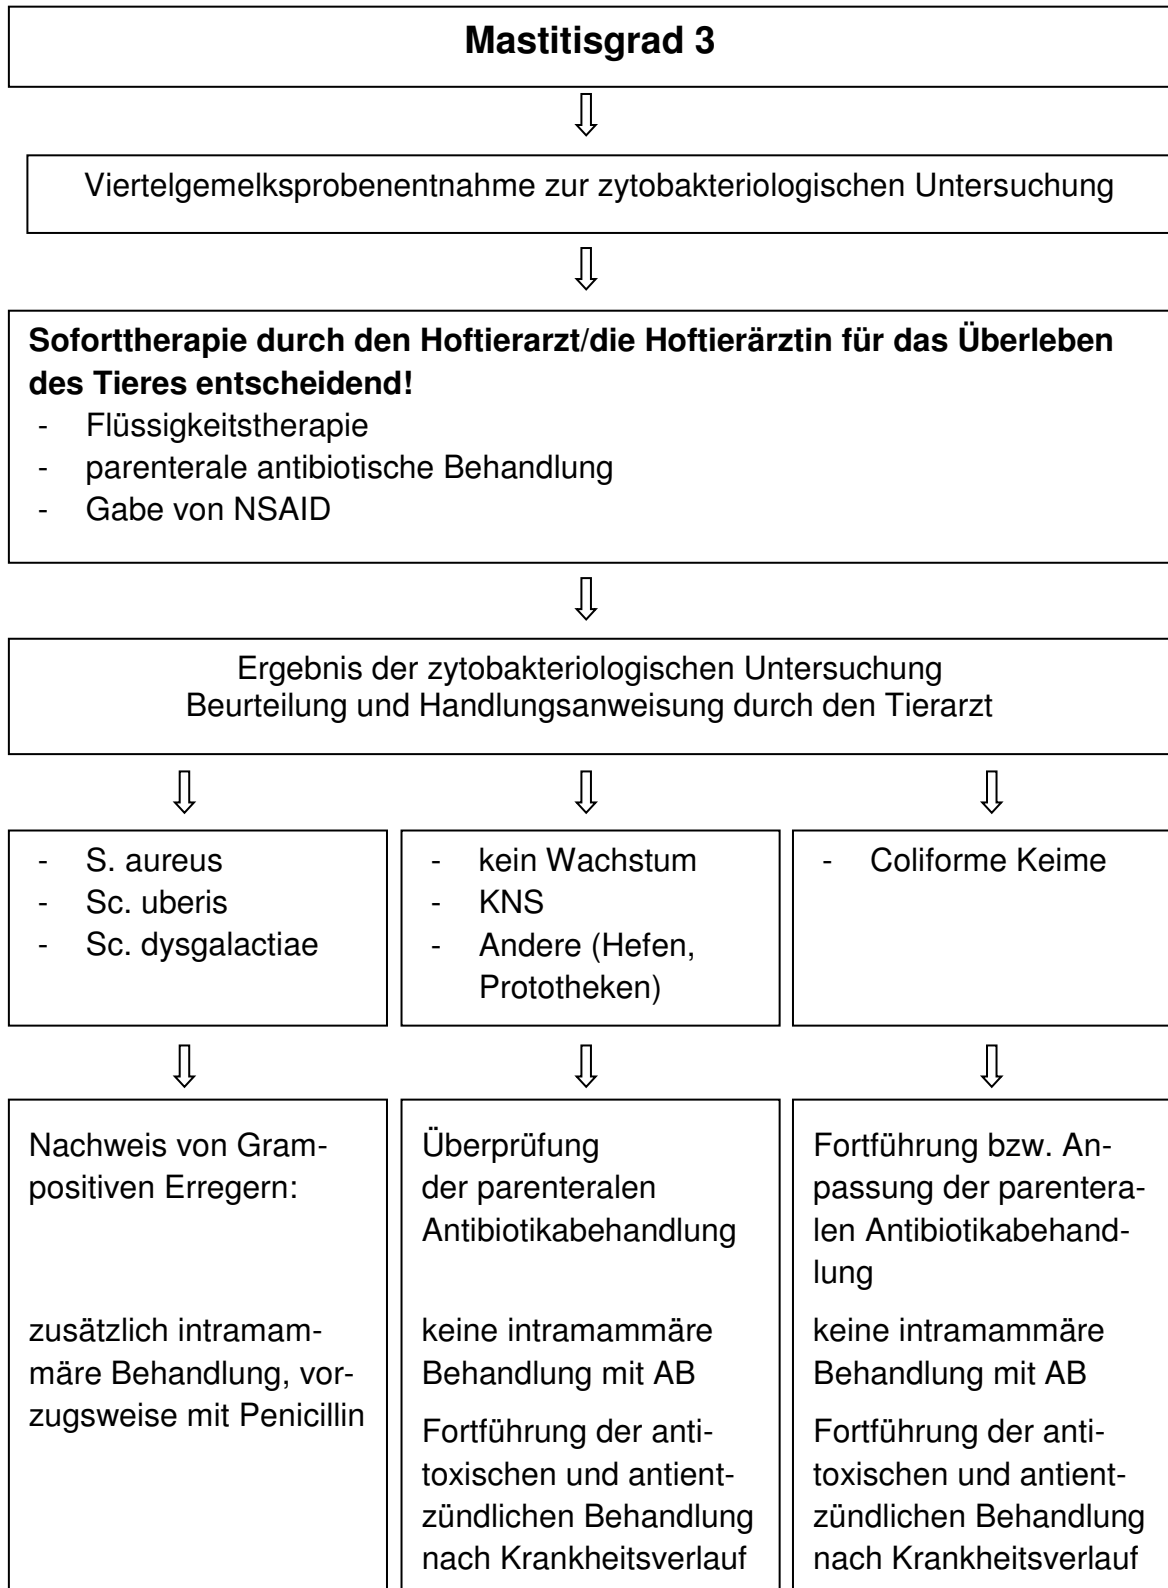 Mastitisgrad 3
Viertelgemelksprobenentnahme zur zytobakteriologischen Untersuchung
Soforttherapie durch den Hoftierarzt/die Hoftierärztin für das Überleben
des Tieres entscheidend!
- Flüssigkeitstherapie
- parenterale antibiotische Behandlung
- Gabe von NSAID
Ergebnis der zytobakteriologischen Untersuchung
Beurteilung und Handlungsanweisung durch den Tierarzt
- S. aureus
- Sc. uberis
- Sc. dysgalactiae
- kein Wachstum
- KNS
- Andere (Hefen,
Prototheken)
- Coliforme Keime
Nachweis von Gram-
positiven Erregern:
zusätzlich intramam-
märe Behandlung, vor-
zugsweise mit Penicillin
Überprüfung
der parenteralen
Antibiotikabehandlung
keine intramammäre
Behandlung mit AB
Fortführung der anti-
toxischen und antient-
zündlichen Behandlung
nach Krankheitsverlauf
Fortführung bzw. An-
passung der parentera-
len Antibiotikabehand-
lung
keine intramammäre
Behandlung mit AB
Fortführung der anti-
toxischen und antient-
zündlichen Behandlung
nach Krankheitsverlauf